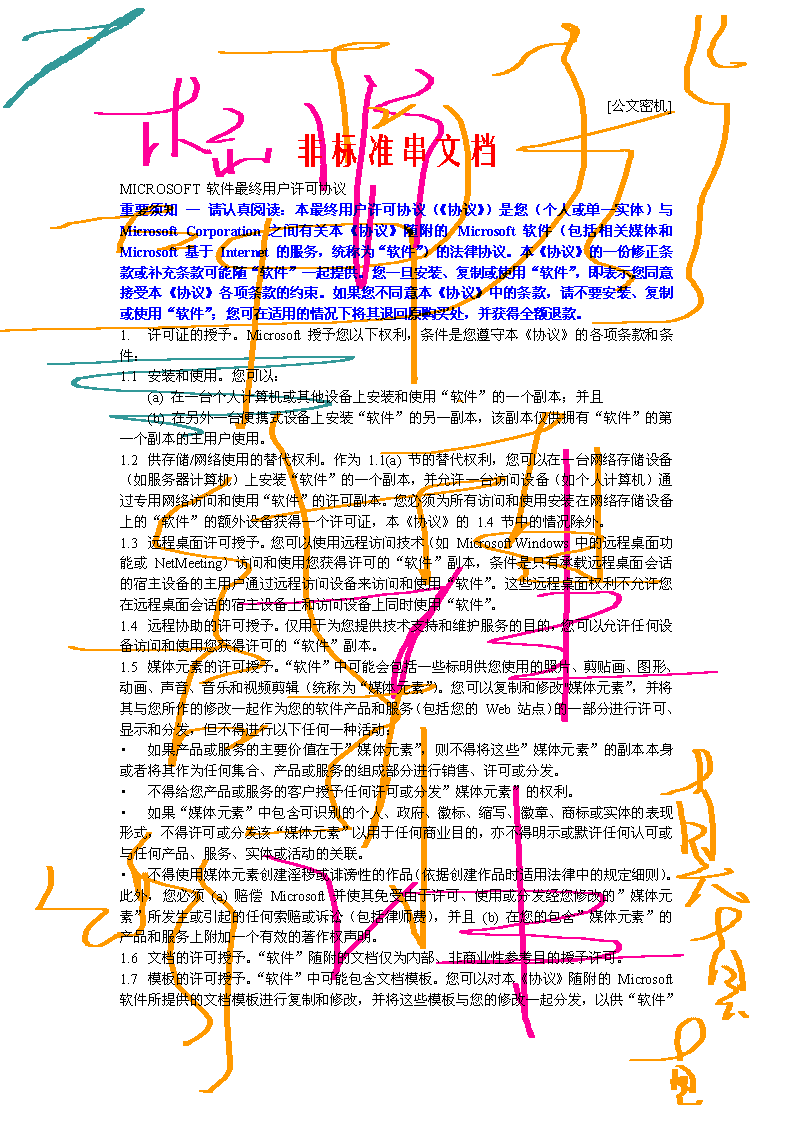 [公文密机]
非标准串文档
MICROSOFT 软件最终用户许可协议
重要须知 — 请认真阅读：本最终用户许可协议（《协议》）是您（个人或单一实体）与
Microsoft Corporation 之间有关本《协议》随附的 Microsoft 软件（包括相关媒体和
Microsoft 基于 Internet 的服务，统称为“软件”）的法律协议。本《协议》的一份修正条
款或补充条款可能随“软件”一起提供。您一旦安装、复制或使用“软件”，即表示您同意
接受本《协议》各项条款的约束。如果您不同意本《协议》中的条款，请不要安装、复制
或使用“软件”；您可在适用的情况下将其退回原购买处，并获得全额退款。
1. 许可证的授予。Microsoft 授予您以下权利，条件是您遵守本《协议》的各项条款和条
件：
1.1 安装和使用。您可以：
(a) 在一台个人计算机或其他设备上安装和使用“软件”的一个副本；并且
(b) 在另外一台便携式设备上安装“软件”的另一副本，该副本仅供拥有“软件”的第
一个副本的主用户使用。
1.2 供存储/网络使用的替代权利。作为 1.1(a) 节的替代权利，您可以在一台网络存储设备
（如服务器计算机）上安装“软件”的一个副本，并允许一台访问设备（如个人计算机）通
过专用网络访问和使用“软件”的许可副本。您必须为所有访问和使用安装在网络存储设备
上的“软件”的额外设备获得一个许可证，本《协议》的 1.4 节中的情况除外。
1.3 远程桌面许可授予。您可以使用远程访问技术（如 Microsoft Windows 中的远程桌面功
能或 NetMeeting）访问和使用您获得许可的“软件”副本，条件是只有承载远程桌面会话
的宿主设备的主用户通过远程访问设备来访问和使用“软件”。这些远程桌面权利不允许您
在远程桌面会话的宿主设备上和访问设备上同时使用“软件”。
1.4 远程协助的许可授予。仅用于为您提供技术支持和维护服务的目的，您可以允许任何设
备访问和使用您获得许可的“软件”副本。
1.5 媒体元素的许可授予。“软件”中可能会包括一些标明供您使用的照片、剪贴画、图形、
动画、声音、音乐和视频剪辑（统称为“媒体元素”）。您可以复制和修改“媒体元素”，并将
其与您所作的修改一起作为您的软件产品和服务（包括您的 Web 站点）的一部分进行许可、
显示和分发，但不得进行以下任何一种活动：
• 如果产品或服务的主要价值在于”媒体元素”，则不得将这些”媒体元素”的副本本身
或者将其作为任何集合、产品或服务的组成部分进行销售、许可或分发。
• 不得给您产品或服务的客户授予任何许可或分发”媒体元素”的权利。
• 如果“媒体元素”中包含可识别的个人、政府、徽标、缩写、徽章、商标或实体的表现
形式，不得许可或分发该“媒体元素”以用于任何商业目的，亦不得明示或默许任何认可或
与任何产品、服务、实体或活动的关联。
• 不得使用媒体元素创建淫秽或诽谤性的作品（依据创建作品时适用法律中的规定细则）。
此外，您必须 (a) 赔偿 Microsoft 并使其免受由于许可、使用或分发经您修改的”媒体元
素”所发生或引起的任何索赔或诉讼（包括律师费），并且 (b) 在您的包含”媒体元素”的
产品和服务上附加一个有效的著作权声明。
1.6 文档的许可授予。“软件”随附的文档仅为内部、非商业性参考目的授予许可。
1.7 模板的许可授予。“软件”中可能包含文档模板。您可以对本《协议》随附的 Microsoft
软件所提供的文档模板进行复制和修改，并将这些模板与您的修改一起分发，以供“软件”